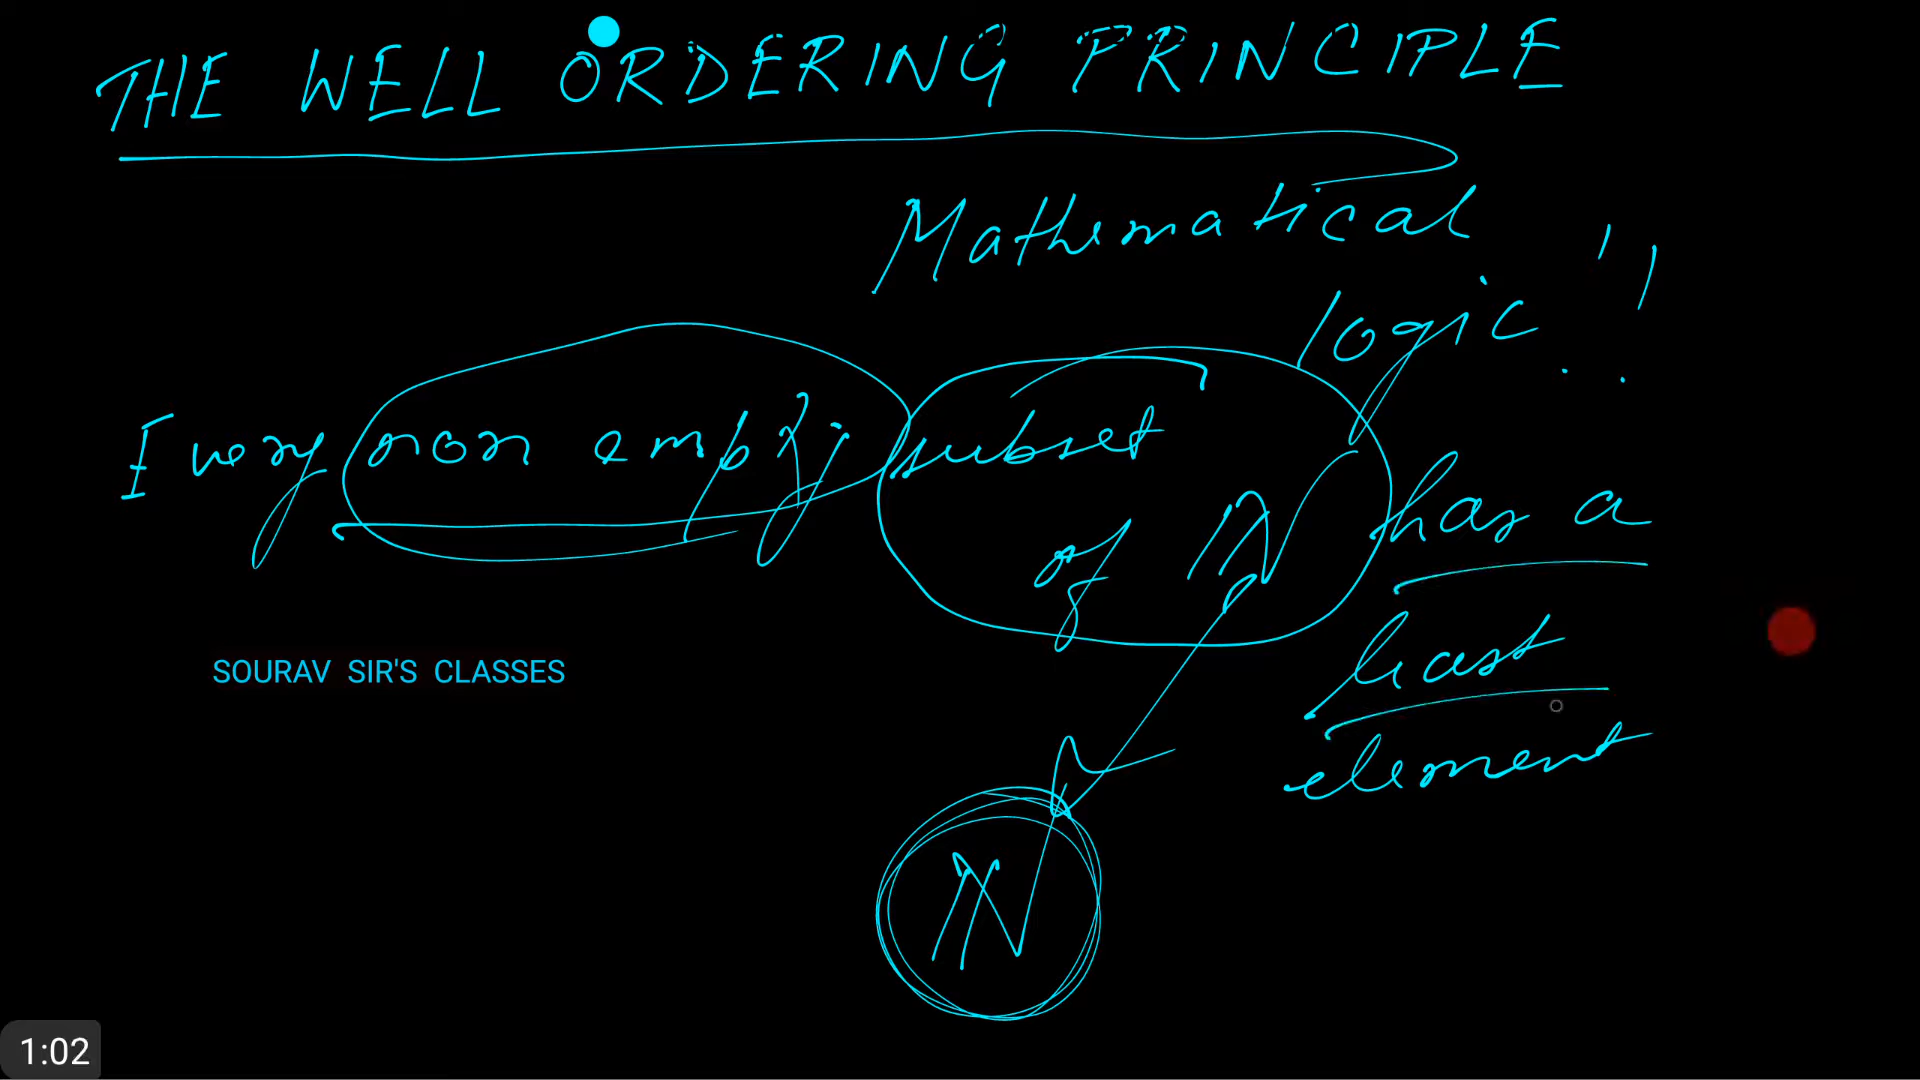 THE WELL ORDERING PRINCIPLE
Mathematical
logic !!
Every non empty subset
of ℕ has a
least
element
SOURAV SIR'S CLASSES
ℕ
1:02